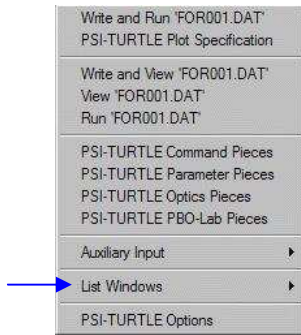 Write and Run 'FOR001.DAT'
PSI-TURTLE Plot Specification
Write and View 'FOR001.DAT'
View 'FOR001.DAT'
Run 'FOR001.DAT'
PSI-TURTLE Command Pieces
PSI-TURTLE Parameter Pieces
PSI-TURTLE Optics Pieces
PSI-TURTLE PBO-Lab Pieces
Auxiliary Input
List Windows
PSI-TURTLE Options